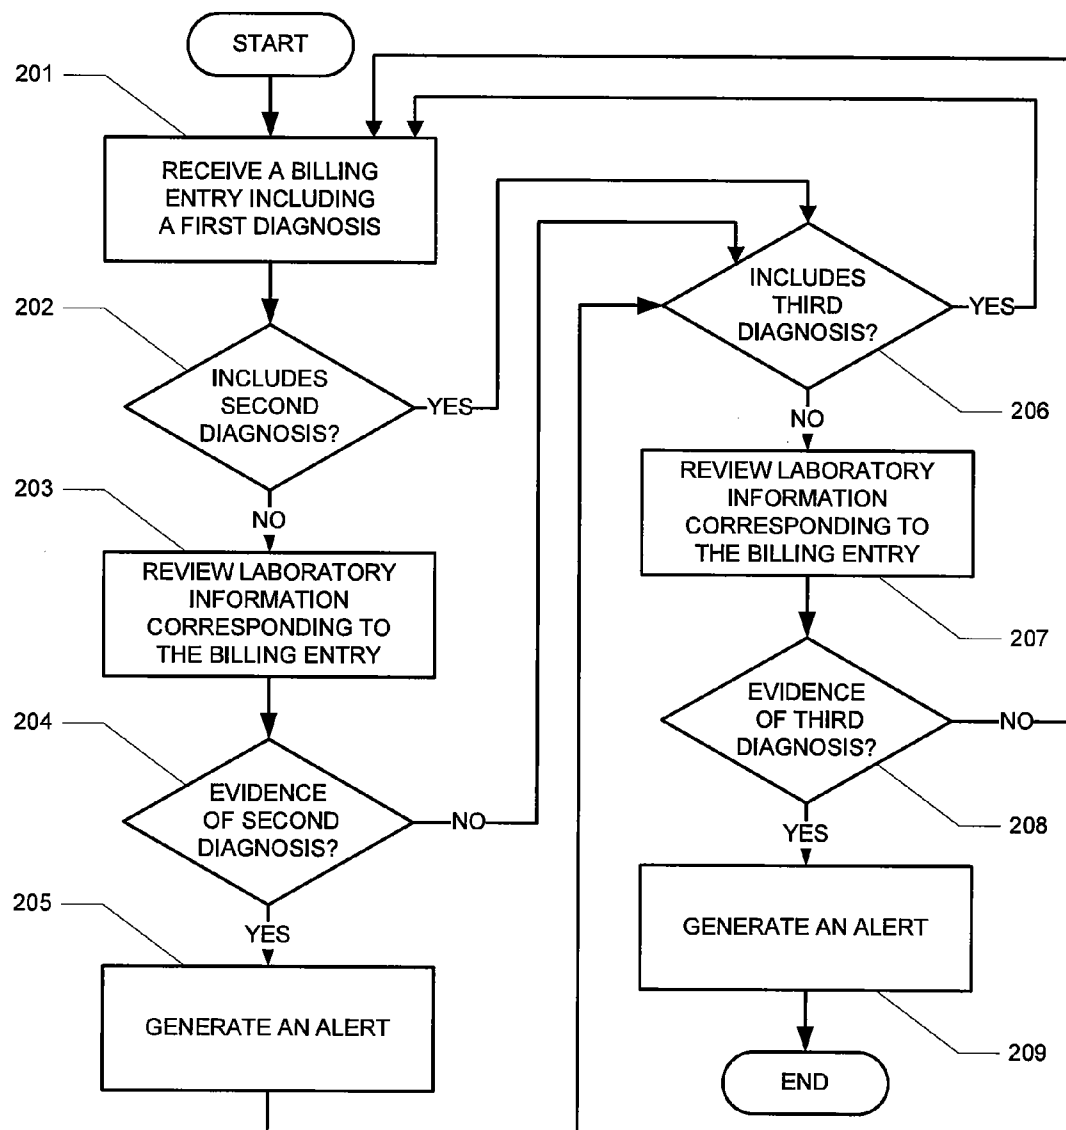 START
201
RECEIVE A BILLING
ENTRY INCLUDING
A FIRST DIAGNOSIS
202
INCLUDES
SECOND
DIAGNOSIS?
YES
NO
203
REVIEW LABORATORY
INFORMATION
CORRESPONDING TO
THE BILLING ENTRY
204
EVIDENCE
OF SECOND
DIAGNOSIS?
NO
YES
205
GENERATE AN ALERT
INCLUDES
THIRD
DIAGNOSIS?
YES
206
NO
REVIEW LABORATORY
INFORMATION
CORRESPONDING TO
THE BILLING ENTRY
207
EVIDENCE
OF THIRD
DIAGNOSIS?
NO
208
YES
GENERATE AN ALERT
209
END